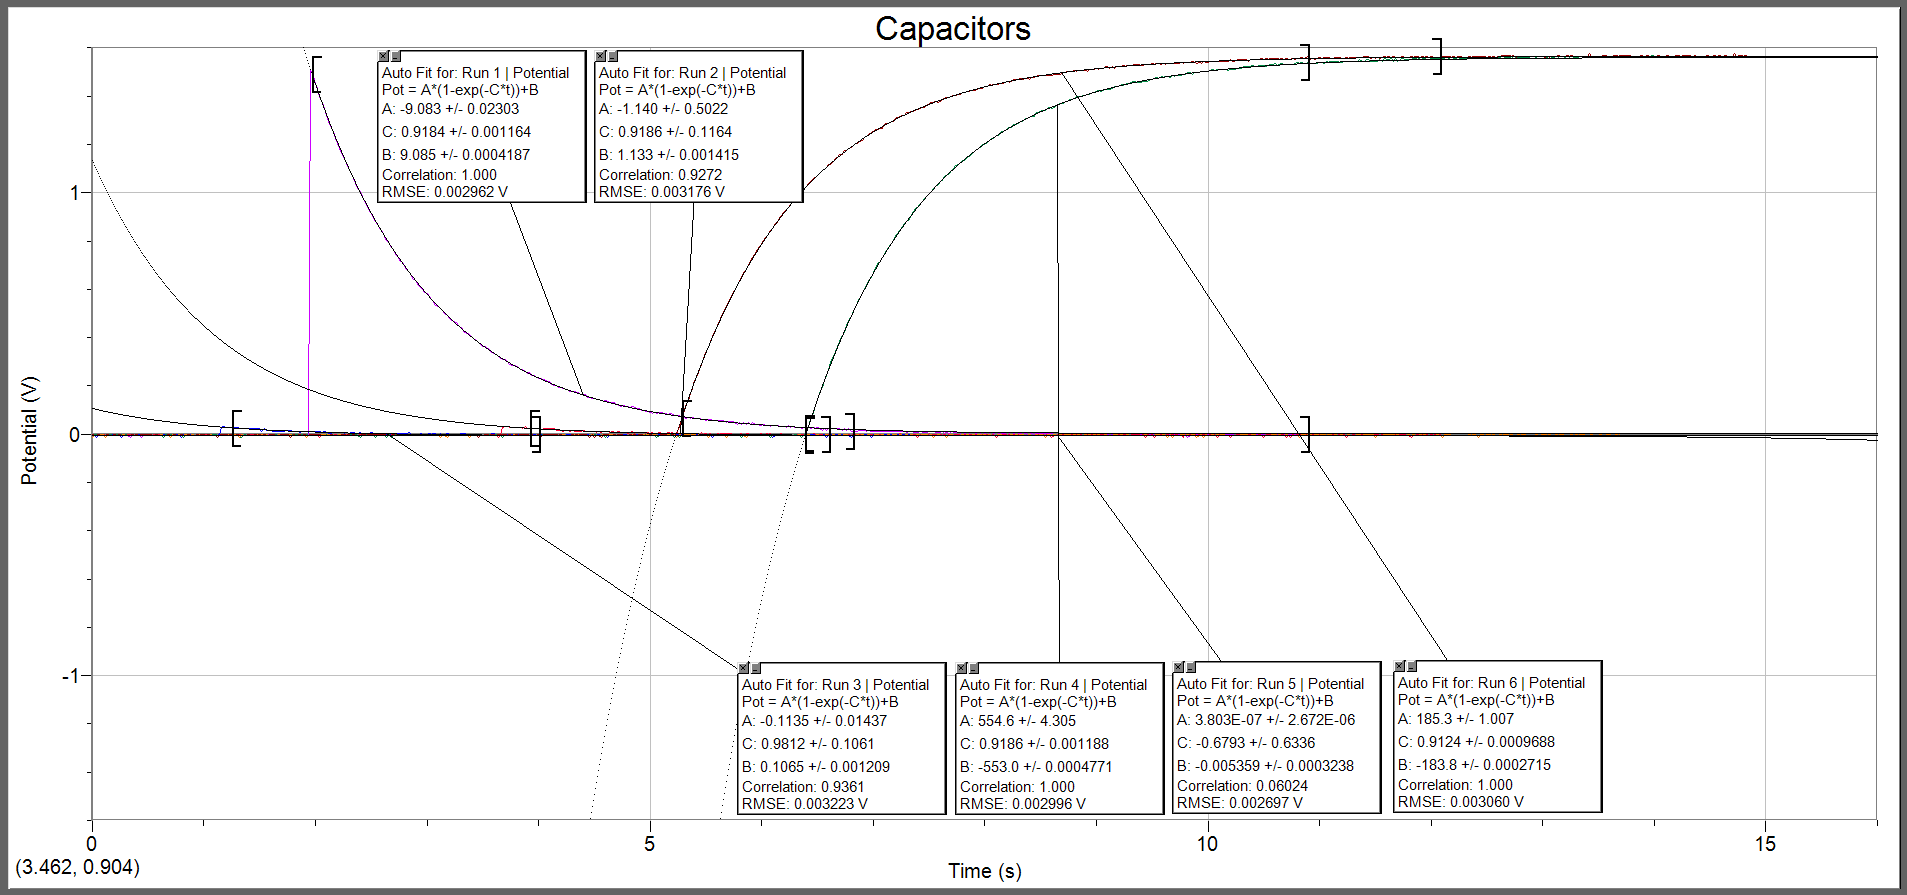 Capacitors
Auto Fit for: Run 1 | Potential
Pot = A*(1-exp(-C*t))+B
A: -9.083 +/- 0.02303
C: 0.9184 +/- 0.001164
B: 9.085 +/- 0.0004187
Correlation: 1.000
RMSE: 0.002962 V
Auto Fit for: Run 2 | Potential
Pot = A*(1-exp(-C*t))+B
A: -1.140 +/- 0.5022
C: 0.9186 +/- 0.1164
B: 1.133 +/- 0.001415
Correlation: 0.9272
RMSE: 0.003176 V
1
0
-1
Potential (V)
Auto Fit for: Run 3 | Potential
Pot = A*(1-exp(-C*t))+B
A: -0.1135 +/- 0.01437
C: 0.9812 +/- 0.1061
B: 0.1065 +/- 0.001209
Correlation: 0.9361
RMSE: 0.003223 V
Auto Fit for: Run 4 | Potential
Pot = A*(1-exp(-C*t))+B
A: 554.6 +/- 4.305
C: 0.9186 +/- 0.001188
B: -553.0 +/- 0.0004771
Correlation: 1.000
RMSE: 0.002996 V
Auto Fit for: Run 5 | Potential
Pot = A*(1-exp(-C*t))+B
A: 3.803E-07 +/- 2.672E-06
C: -0.6793 +/- 0.6336
B: -0.005359 +/- 0.0003238
Correlation: 0.06024
RMSE: 0.002697 V
Auto Fit for: Run 6 | Potential
Pot = A*(1-exp(-C*t))+B
A: 185.3 +/- 1.007
C: 0.9124 +/- 0.0009688
B: -183.8 +/- 0.0002715
Correlation: 1.000
RMSE: 0.003060 V
0 5 10 15
(3.462, 0.904)
Time (s)